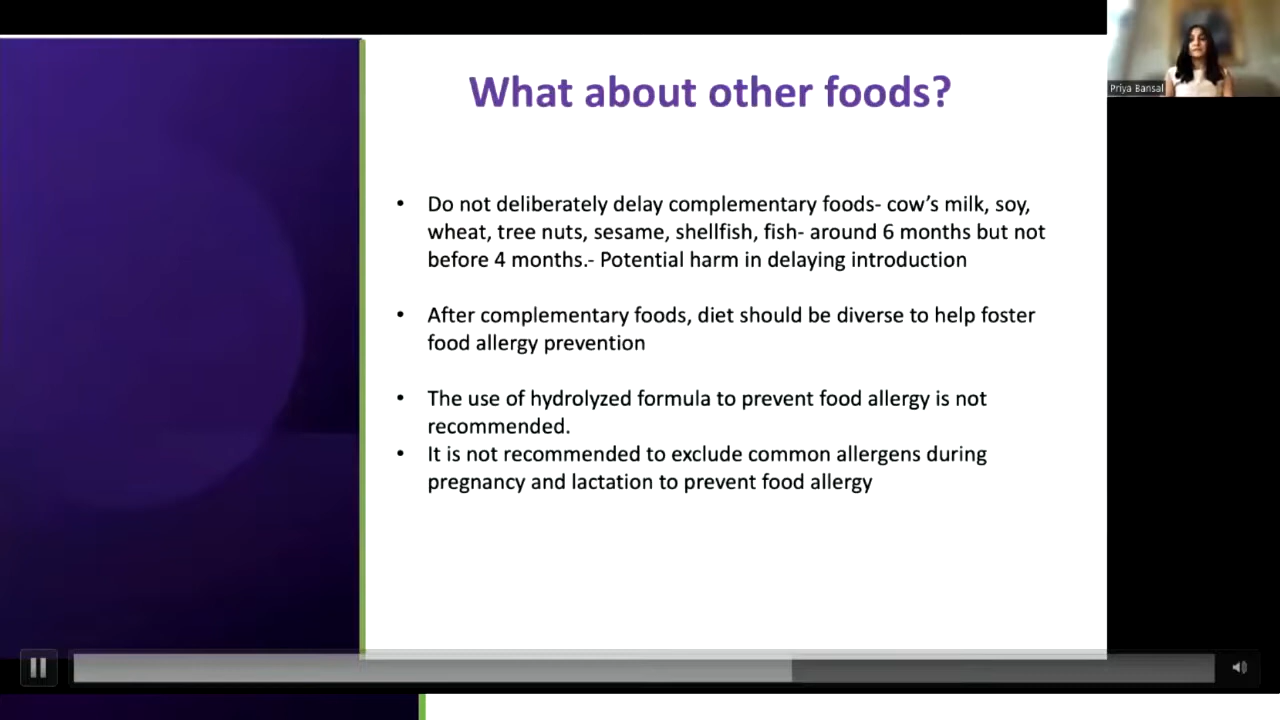 What about other foods?
Priya Bansal
• Do not deliberately delay complementary foods- cow’s milk, soy,
wheat, tree nuts, sesame, shellfish, fish- around 6 months but not
before 4 months.- Potential harm in delaying introduction
• After complementary foods, diet should be diverse to help foster
food allergy prevention
• The use of hydrolyzed formula to prevent food allergy is not
recommended.
• It is not recommended to exclude common allergens during
pregnancy and lactation to prevent food allergy